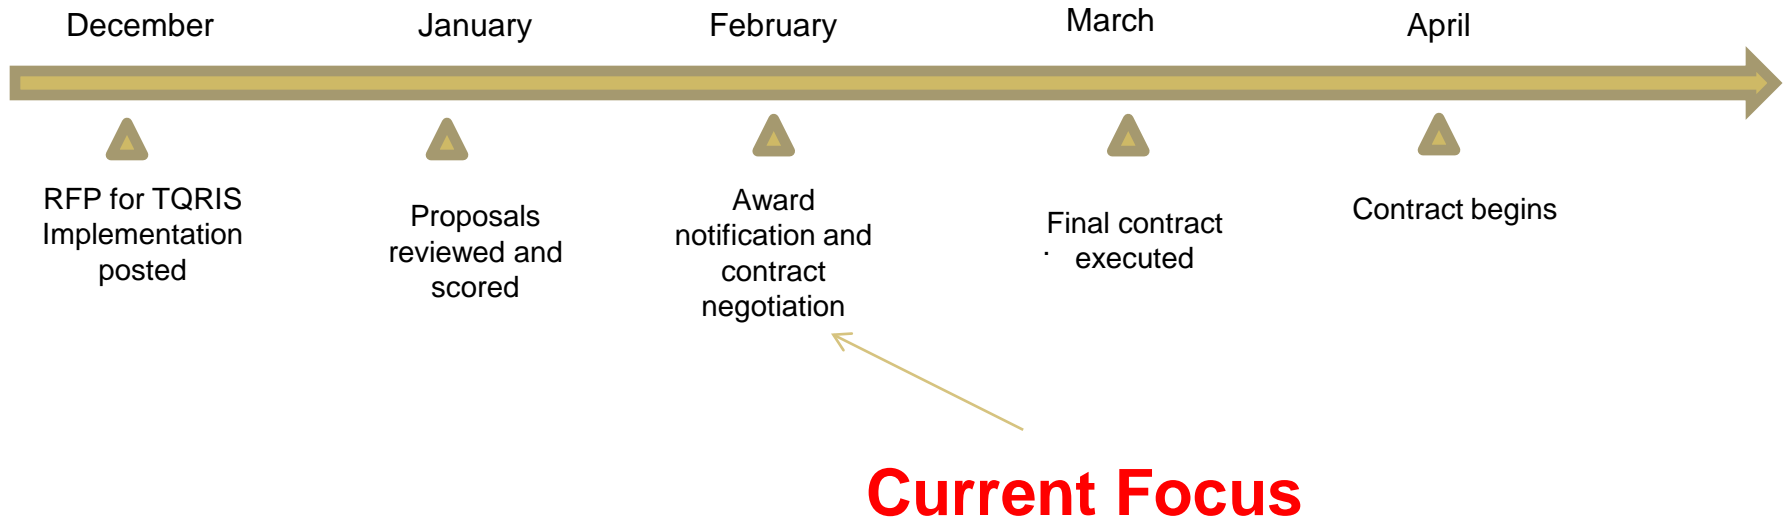 December
January
February
March
April
RFP for TQRIS
Implementation
posted
Proposals
reviewed and
scored
Award
notification and
contract
negotiation
Final contract
· executed
Contract begins
Current Focus